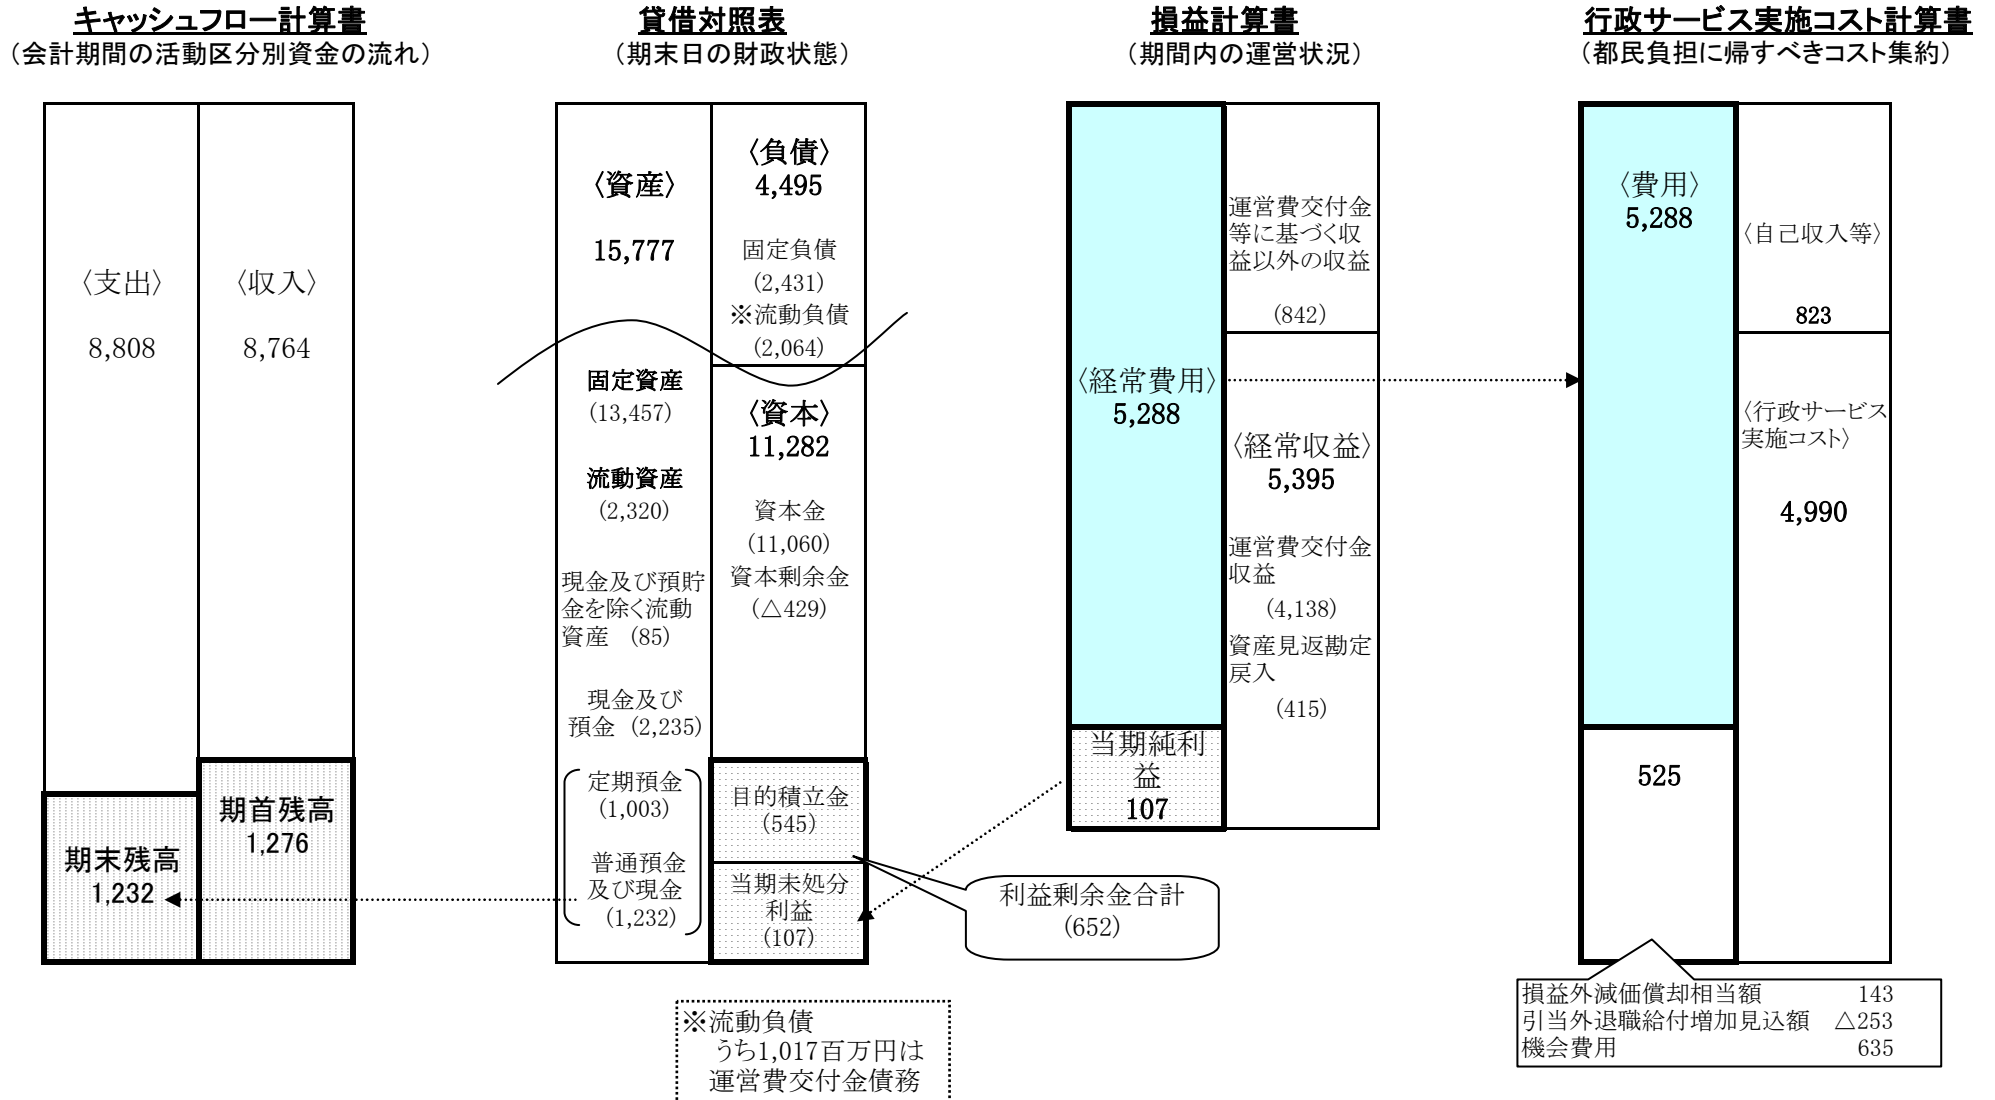 キャッシュフロー計算書
（会計期間の活動区分別資金の流れ）
〈支出〉
8,808
〈収入〉
8,764
期首残高
1,276
期末残高
1,232
貸借対照表
（期末日の財政状態）
〈資産〉
15,777
固定資産
(13,457)
流動資産
(2,320)
現金及び預貯
金を除く流動
資産 (85)
現金及び
預金 (2,235)
定期預金
(1,003)
普通預金
及び現金
(1,232)
〈負債〉
4,495
固定負債
(2,431)
※流動負債
(2,064)
〈資本〉
11,282
資本金
(11,060)
資本剰余金
(△429)
目的積立金
(545)
当期未処分
利益
(107)
利益剰余金合計
(652)
※流動負債
うち1,017百万円は
運営費交付金債務
損益計算書
（期間内の運営状況）
〈経常費用〉
5,288
当期純利
益
107
運営費交付金
等に基づく収
益以外の収益
(842)
〈経常収益〉
5,395
運営費交付金
収益
(4,138)
資産見返勘定
戻入
(415)
行政サービス実施コスト計算書
（都民負担に帰すべきコスト集約）
〈費用〉
5,288
525
〈自己収入等〉
823
〈行政サービス
実施コスト〉
4,990
損益外減価償却相当額 143
引当外退職給付増加見込額 △253
機会費用 635